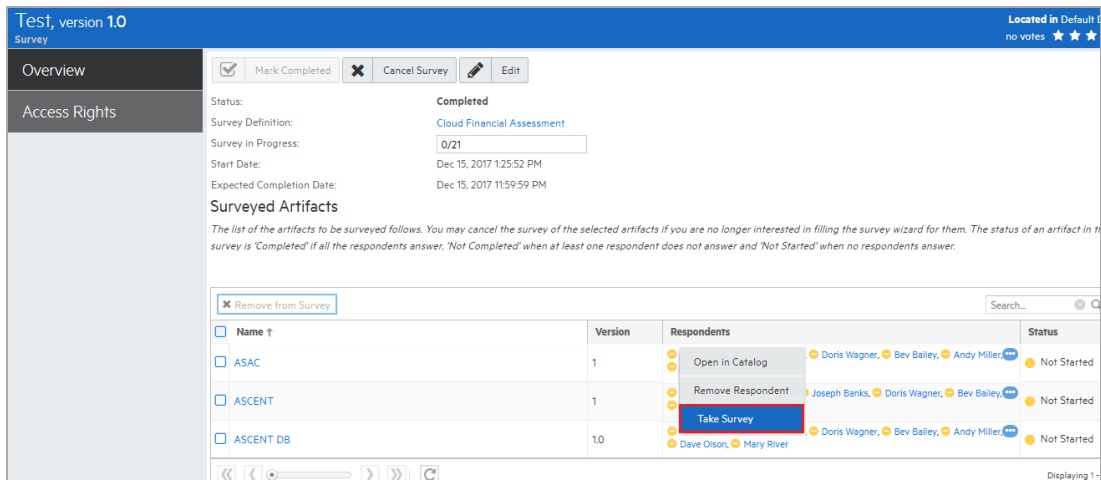 Test, version 1.0
Survey
Located in Default
no votes
Overview
Access Rights
Mark Completed
Cancel Survey
Edit
Status: Completed
Survey Definition: Cloud Financial Assessment
Survey in Progress: 0/21
Start Date: Dec 15, 2017 1:25:52 PM
Expected Completion Date: Dec 15, 2017 11:59:59 PM
Surveyed Artifacts
The list of the artifacts to be surveyed follows. You may cancel the survey of the selected artifacts if you are no longer interested in filling the survey wizard for them. The status of an artifact in
survey is 'Completed' if all the respondents answer, 'Not Completed' when at least one respondent does not answer and 'Not Started' when no respondents answer.
Remove from Survey
Search...
Name ↑ Version Respondents Status
ASAC 1 , Doris Wagner, Bev Bailey, Andy Miller, Not Started
Open in Catalog
Remove Respondent
Take Survey
ASCENT 1 Joseph Banks, Doris Wagner, Bev Bailey, Not Started
ASCENT DB 1.0 , Doris Wagner, Bev Bailey, Andy Miller, Not Started
Dave Olson, Mary River
Displaying 1 -